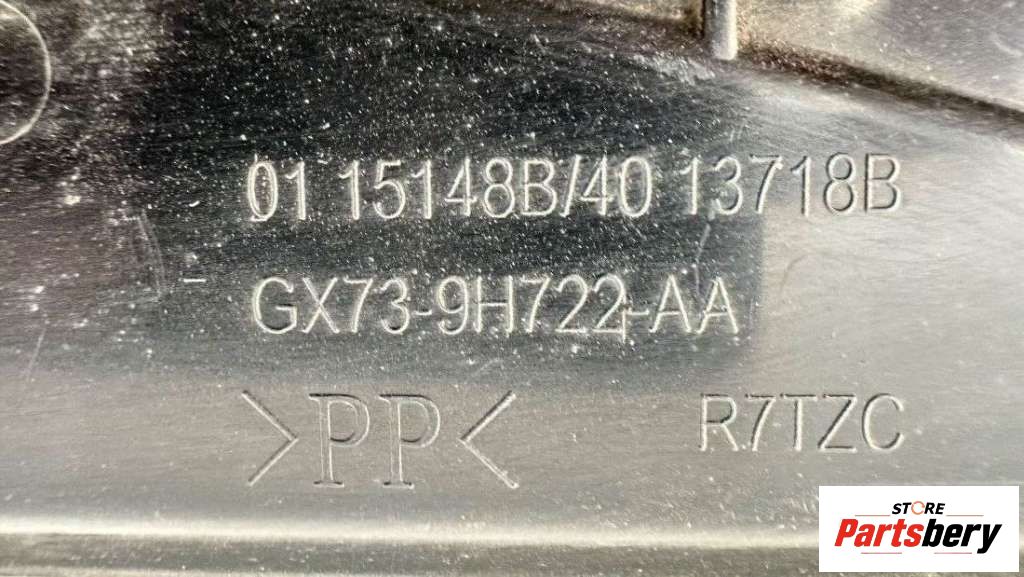 01 15148B/40 13718B
GX73-9H722-AA
>PP<
R7TZC
STORE
Partsbery